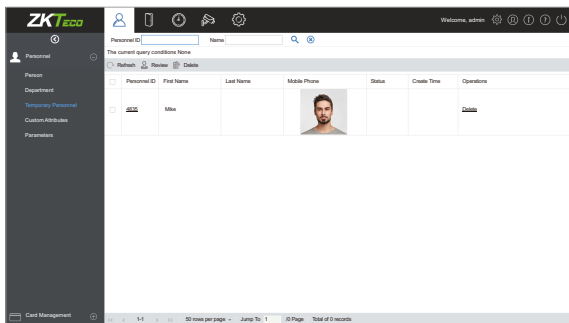 ZKTECO
Welcome, admin
Personnel
Person
Department
Temporary Personnel
Custom Attributes
Parameters
Card Management
Personnel ID Name
The current query conditions None
Refresh Review Delete
Personnel ID First Name Last Name Mobile Phone Status Create Time Operations
4835 Mike Delete
1-1 50 rows per page Jump To 1 /0 Page Total of 0 records